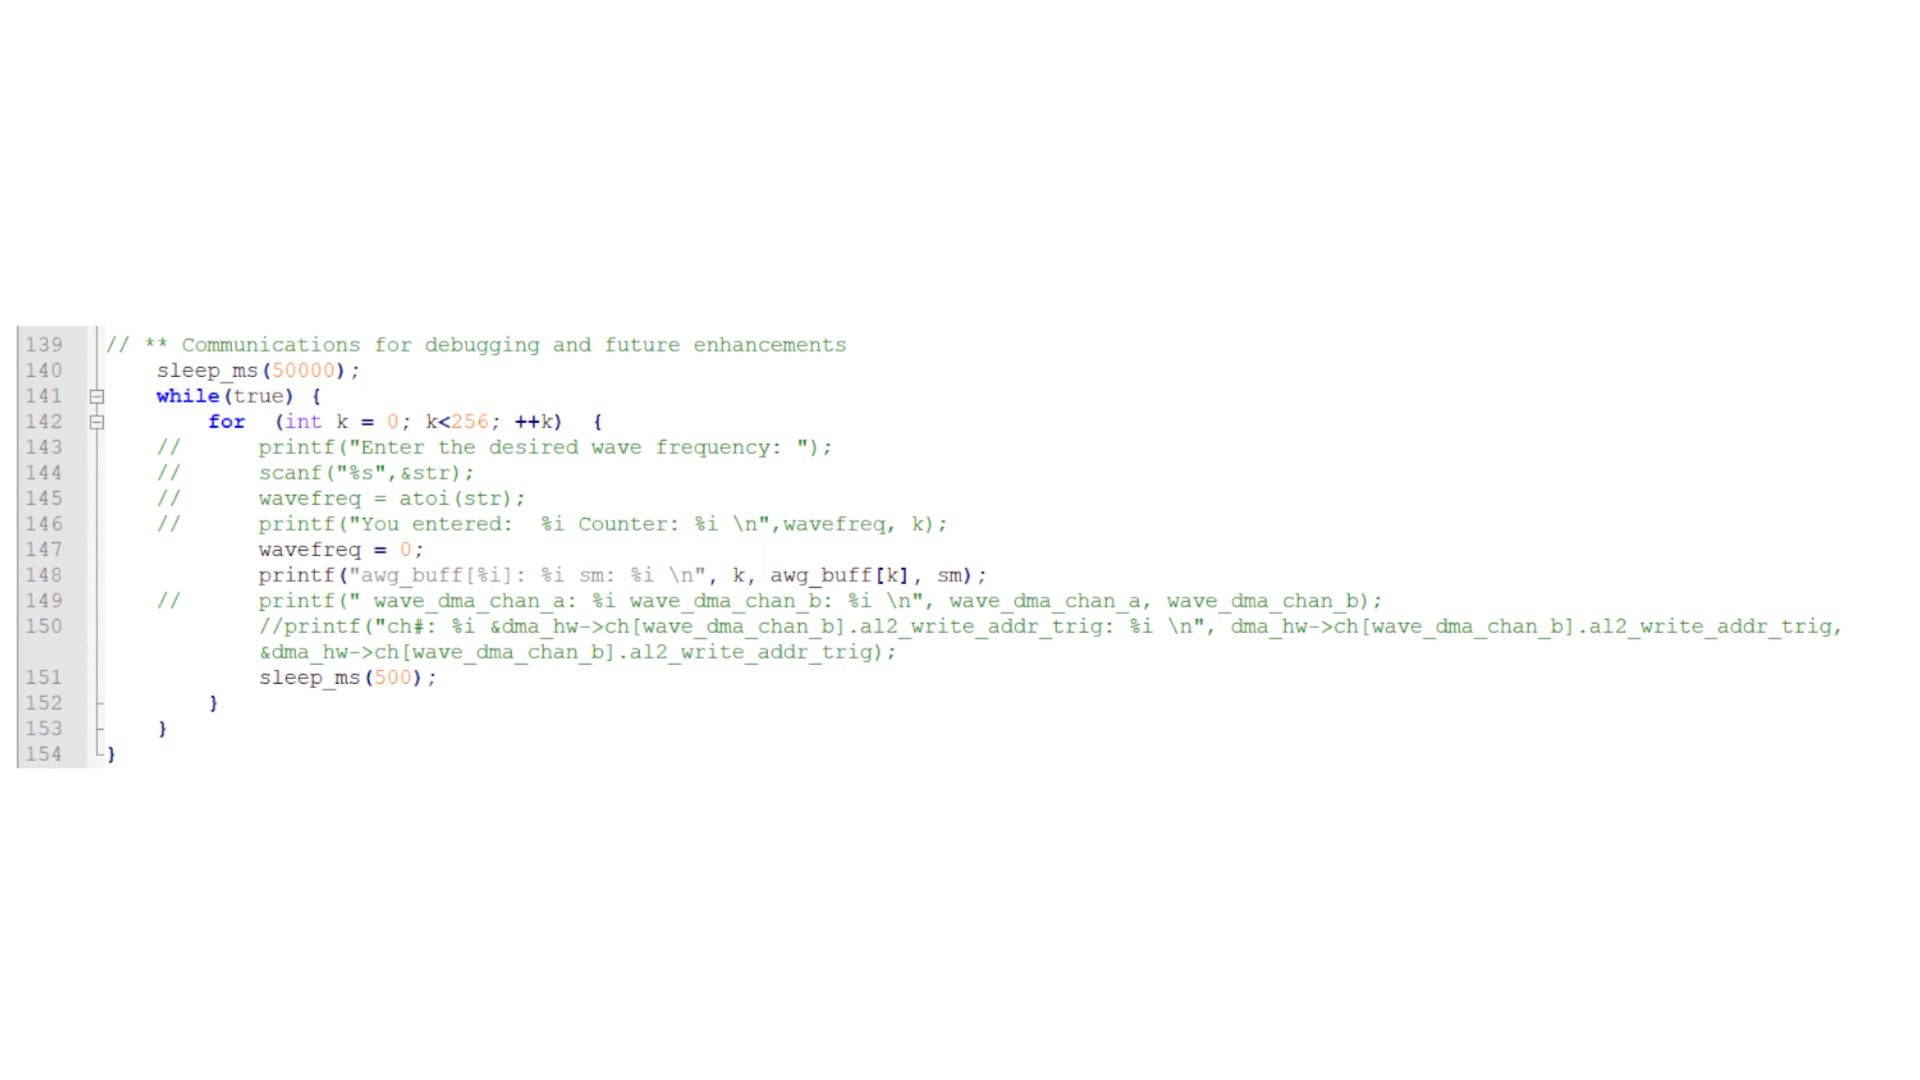 139 // ** Communications for debugging and future enhancements
140 sleep_ms(50000);
141 while(true) {
142 for (int k = 0; k<256; ++k) {
143 // printf("Enter the desired wave frequency: ");
144 // scanf("%s",&str);
145 // wavefreq = atoi(str);
146 // printf("You entered:  %i Counter: %i \n",wavefreq, k);
147 wavefreq = 0;
148 printf("awg_buff[%i]: %i sm: %i \n", k, awg_buff[k], sm);
149 // printf(" wave_dma_chan_a: %i wave_dma_chan_b: %i \n", wave_dma_chan_a, wave_dma_chan_b);
150 //printf("ch#: %i &dma_hw->ch[wave_dma_chan_b].al2_write_addr_trig: %i \n", dma_hw->ch[wave_dma_chan_b].al2_write_addr_trig,
&dma_hw->ch[wave_dma_chan_b].al2_write_addr_trig);
151 sleep_ms(500);
152 }
153 }
154 }